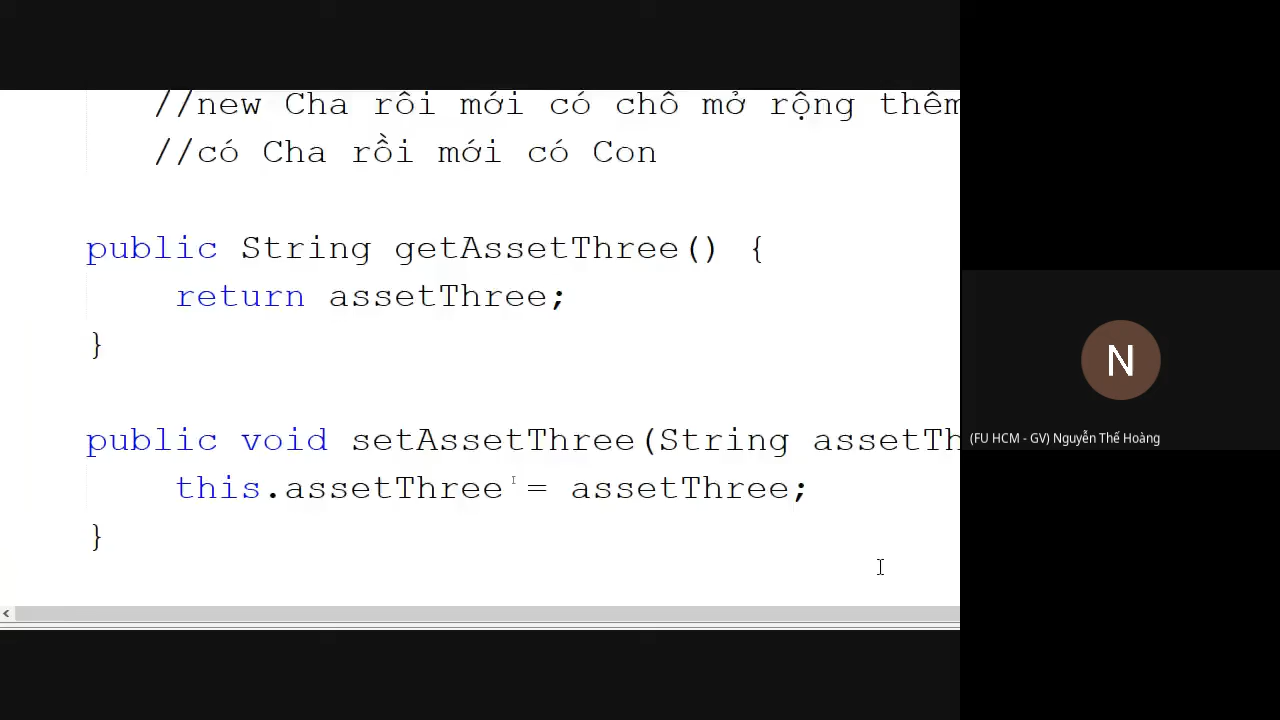 //new Cha rồi mới có chỗ mở rộng thêm
//có Cha rồi mới có Con
public String getAssetThree() {
return assetThree;
}
public void setAssetThree(String assetTh
this.assetThree = assetThree;
}
N
(FU HCM - GV) Nguyễn Thế Hoàng